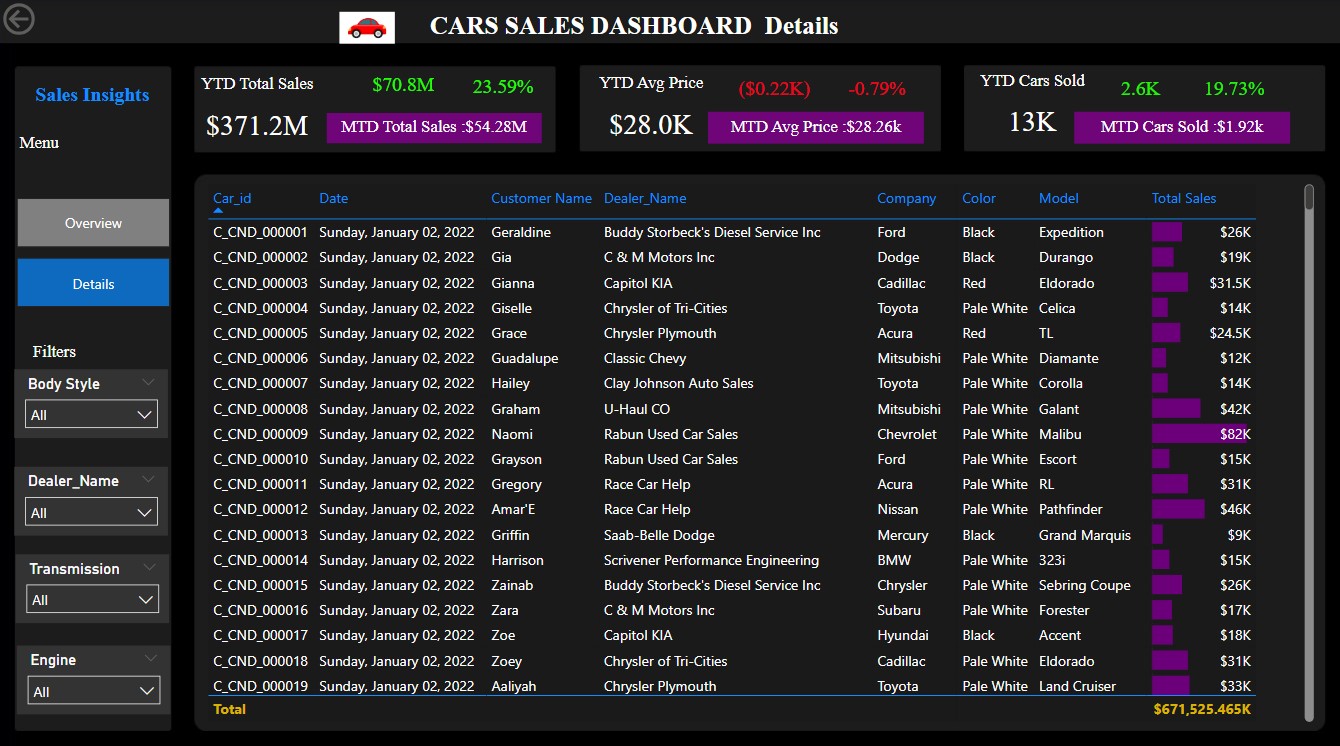 CARS SALES DASHBOARD  Details
Sales Insights
Menu
Overview
Details
Filters
Body Style
All
Dealer_Name
All
Transmission
All
Engine
All
YTD Total Sales $70.8M 23.59%
$371.2M MTD Total Sales :$54.28M
YTD Avg Price ($0.22K) -0.79%
$28.0K MTD Avg Price :$28.26k
YTD Cars Sold 2.6K 19.73%
13K MTD Cars Sold :$1.92k
Car_id Date Customer Name Dealer_Name Company Color Model Total Sales
C_CND_000001 Sunday, January 02, 2022 Geraldine Buddy Storbeck's Diesel Service Inc Ford Black Expedition $26K
C_CND_000002 Sunday, January 02, 2022 Gia C & M Motors Inc Dodge Black Durango $19K
C_CND_000003 Sunday, January 02, 2022 Gianna Capitol KIA Cadillac Red Eldorado $31.5K
C_CND_000004 Sunday, January 02, 2022 Giselle Chrysler of Tri-Cities Toyota Pale White Celica $14K
C_CND_000005 Sunday, January 02, 2022 Grace Chrysler Plymouth Acura Red TL $24.5K
C_CND_000006 Sunday, January 02, 2022 Guadalupe Classic Chevy Mitsubishi Pale White Diamante $12K
C_CND_000007 Sunday, January 02, 2022 Hailey Clay Johnson Auto Sales Toyota Pale White Corolla $14K
C_CND_000008 Sunday, January 02, 2022 Graham U-Haul CO Mitsubishi Pale White Galant $42K
C_CND_000009 Sunday, January 02, 2022 Naomi Rabun Used Car Sales Chevrolet Pale White Malibu $82K
C_CND_000010 Sunday, January 02, 2022 Grayson Rabun Used Car Sales Ford Pale White Escort $15K
C_CND_000011 Sunday, January 02, 2022 Gregory Race Car Help Acura Pale White RL $31K
C_CND_000012 Sunday, January 02, 2022 Amar'E Race Car Help Nissan Pale White Pathfinder $46K
C_CND_000013 Sunday, January 02, 2022 Griffin Saab-Belle Dodge Mercury Black Grand Marquis $9K
C_CND_000014 Sunday, January 02, 2022 Harrison Scrivener Performance Engineering BMW Pale White 323i $15K
C_CND_000015 Sunday, January 02, 2022 Zainab Buddy Storbeck's Diesel Service Inc Chrysler Pale White Sebring Coupe $26K
C_CND_000016 Sunday, January 02, 2022 Zara C & M Motors Inc Subaru Pale White Forester $17K
C_CND_000017 Sunday, January 02, 2022 Zoe Capitol KIA Hyundai Black Accent $18K
C_CND_000018 Sunday, January 02, 2022 Zoey Chrysler of Tri-Cities Cadillac Pale White Eldorado $31K
C_CND_000019 Sunday, January 02, 2022 Aaliyah Chrysler Plymouth Toyota Pale White Land Cruiser $33K
Total $671,525.465K